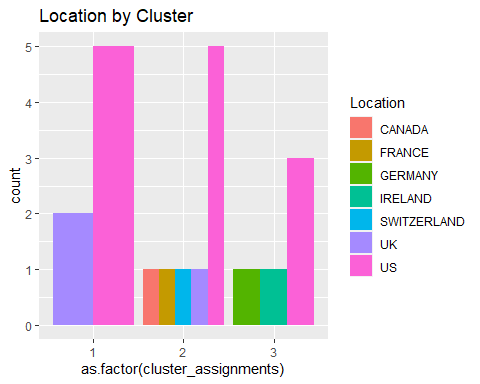 Location by Cluster
5
4
3
2
1
0
count
1 2 3
as.factor(cluster_assignments)
Location
CANADA
FRANCE
GERMANY
IRELAND
SWITZERLAND
UK
US